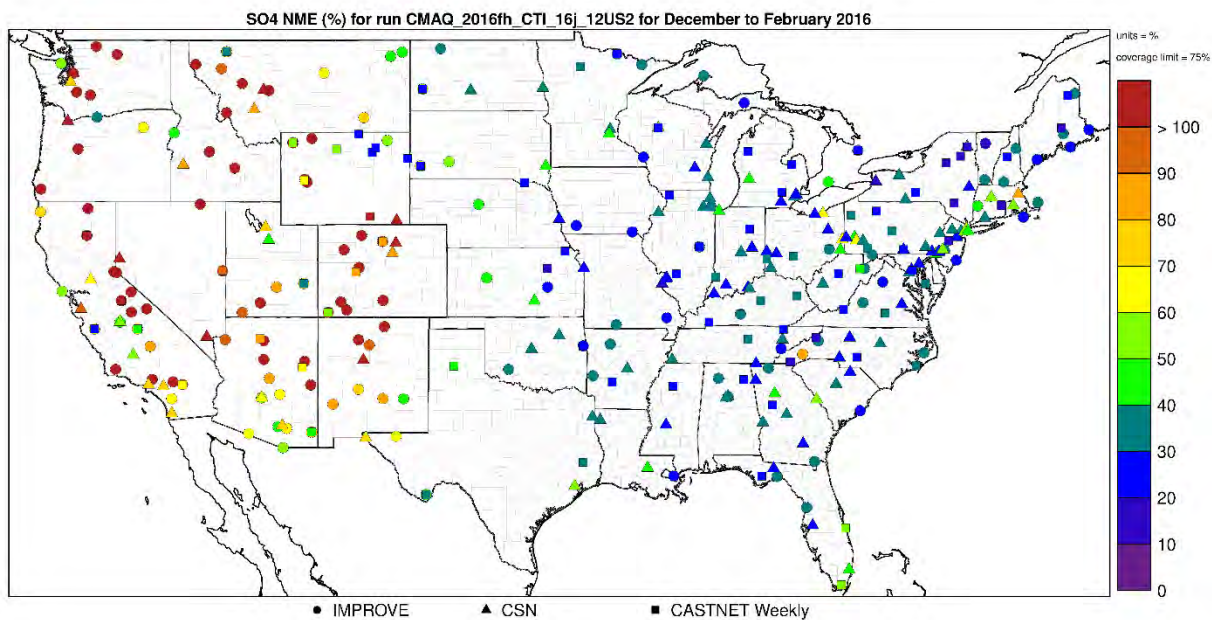 SO4 NME (%) for run CMAQ_2016fh_CTI_16j_12US2 for December to February 2016
units = %
coverage limit = 75%
> 100
90
80
70
60
50
40
30
20
10
0
IMPROVE
CSN
CASTNET Weekly